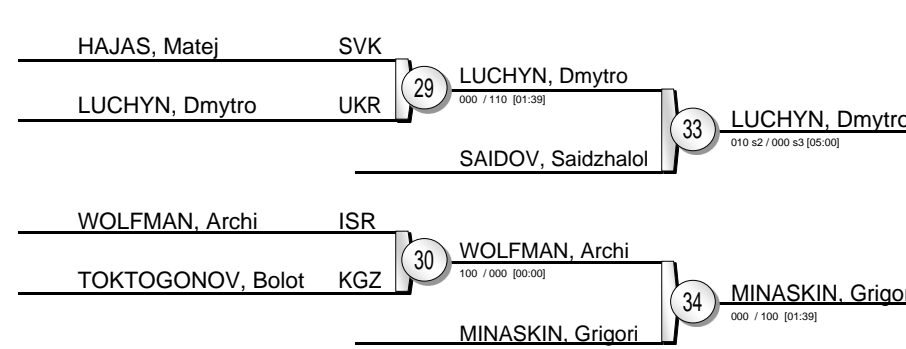 HAJAS, Matej SVK
LUCHYN, Dmytro UKR
29
LUCHYN, Dmytro
000 / 110 [01:39]
SAIDOV, Saidzhalol
33
LUCHYN, Dmytro
010 s2 / 000 s3 [05:00]
WOLFMAN, Archi ISR
TOKTOGONOV, Bolot KGZ
30
WOLFMAN, Archi
100 / 000 [00:00]
MINASKIN, Grigori
34
MINASKIN, Grigori
000 / 100 [01:39]